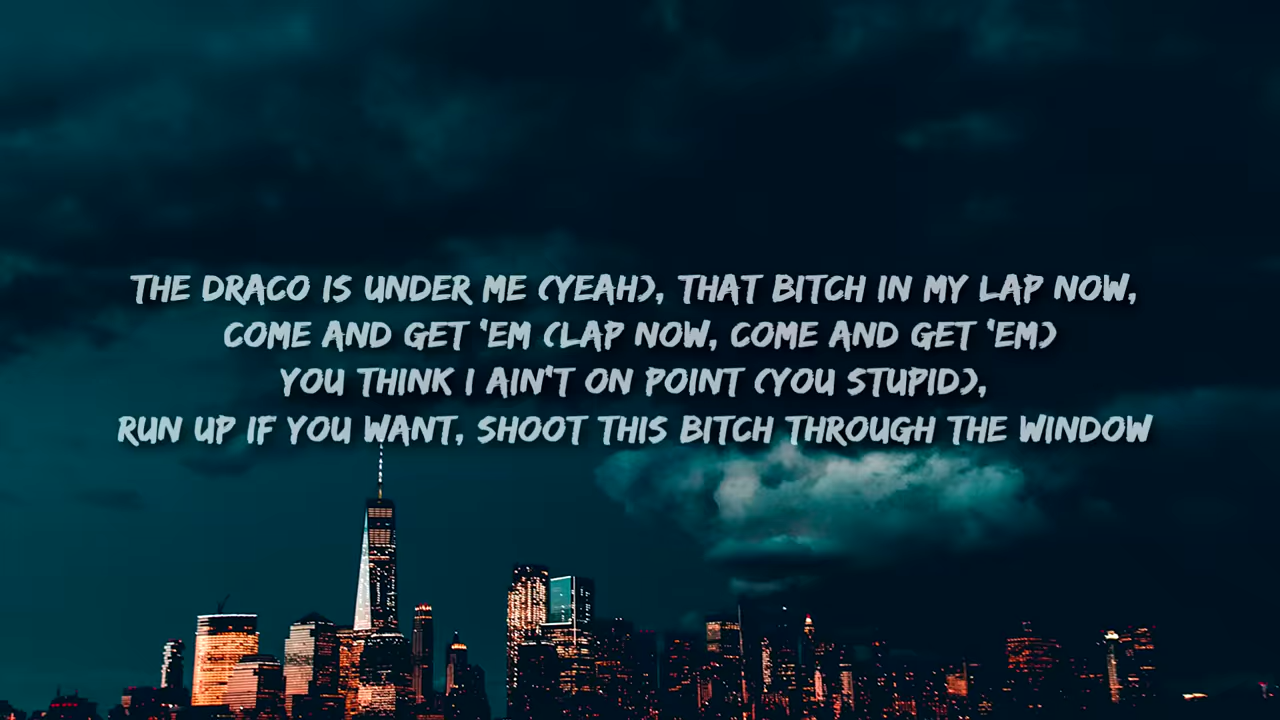 THE DRACO IS UNDER ME (YEAH), THAT BITCH IN MY LAP NOW,
COME AND GET 'EM (LAP NOW, COME AND GET 'EM)
YOU THINK I AIN'T ON POINT (YOU STUPID),
RUN UP IF YOU WANT, SHOOT THIS BITCH THROUGH THE WINDOW